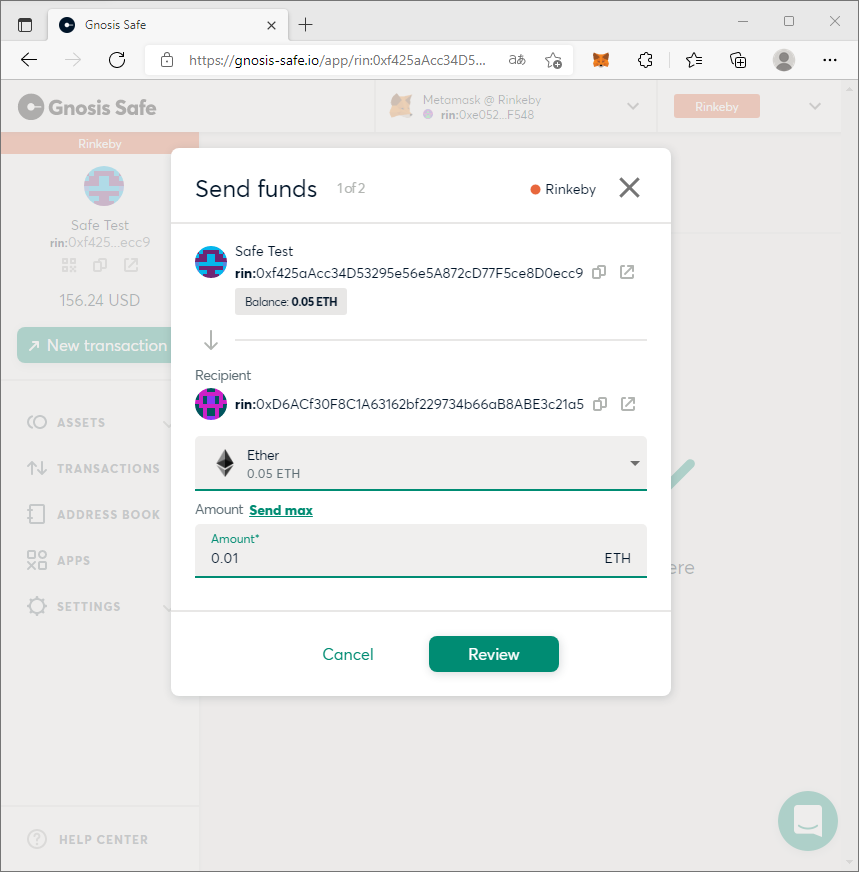 Gnosis Safe
https://gnosis-safe.io/app/rin:0xf425aAcc34D5...
aあ
Gnosis Safe
Metamask @ Rinkeby
rin:0xe052...F548
Rinkeby
Rinkeby
Safe Test
rin:0xf425...ecc9
156.24 USD
New transaction
ASSETS
TRANSACTIONS
ADDRESS BOOK
APPS
SETTINGS
HELP CENTER
Send funds
1 of 2
Rinkeby
Safe Test
rin:0xf425aAcc34D53295e56e5A872cD77F5ce8D0ecc9
Balance: 0.05 ETH
Recipient
rin:0xD6ACf30F8C1A63162bf229734b66aB8ABE3c21a5
Ether
0.05 ETH
Amount Send max
Amount*
0.01 ETH
Cancel
Review
ere